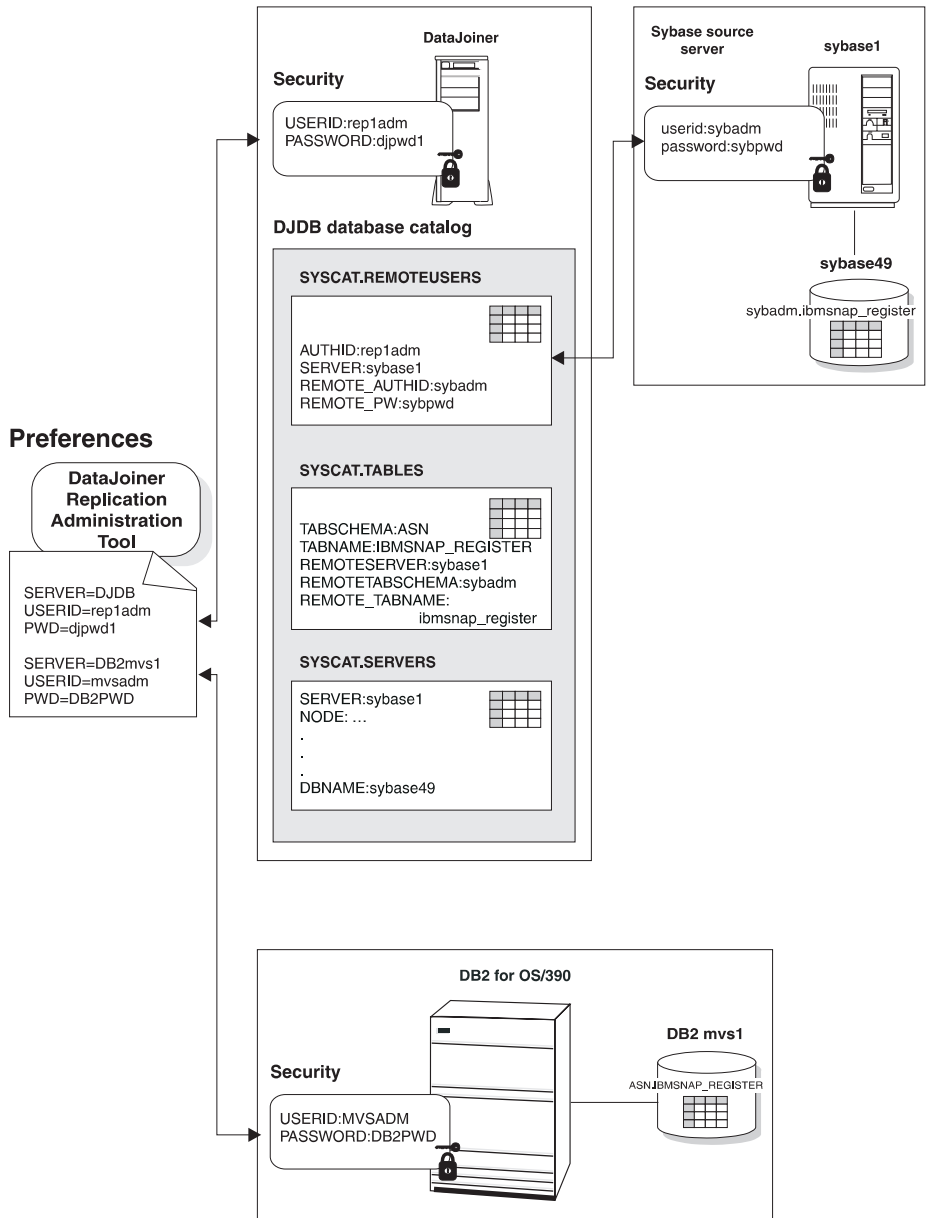 DataJoiner
Security
USERID:rep1adm
PASSWORD:djpwd1
DJDB database catalog
SYSCAT.REMOTEUSERS
AUTHID:rep1adm
SERVER:sybase1
REMOTE_AUTHID:sybadm
REMOTE_PW:sybpwd
SYSCAT.TABLES
TABSCHEMA:ASN
TABNAME:IBMSNAP_REGISTER
REMOTESERVER:sybase1
REMOTETABSCHEMA:sybadm
REMOTE_TABNAME:
ibmsnap_register
SYSCAT.SERVERS
SERVER:sybase1
NODE: ...
.
.
.
DBNAME:sybase49
Sybase source
server
sybase1
Security
userid:sybadm
password:sybpwd
sybase49
sybadm.ibmsnap_register
Preferences
DataJoiner
Replication
Administration
Tool
SERVER=DJDB
USERID=rep1adm
PWD=djpwd1
SERVER=DB2mvs1
USERID=mvsadm
PWD=DB2PWD
DB2 for OS/390
Security
USERID:MVSADM
PASSWORD:DB2PWD
DB2 mvs1
ASN.IBMSNAP_REGISTER